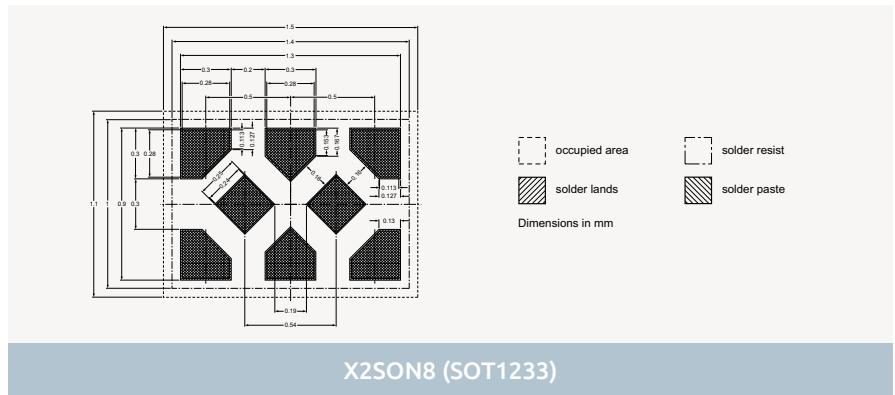 1.5
1.4
1.3
0.3 0.2 0.3
0.28 0.28
0.5 0.5
0.113
0.127
0.153
0.167
0.3 0.28
0.25
0.24
0.16 0.16
0.113
0.127
1.1 1 0.9 0.3
0.13
0.19
0.54
occupied area
solder resist
solder lands
solder paste
Dimensions in mm
X2SON8 (SOT1233)